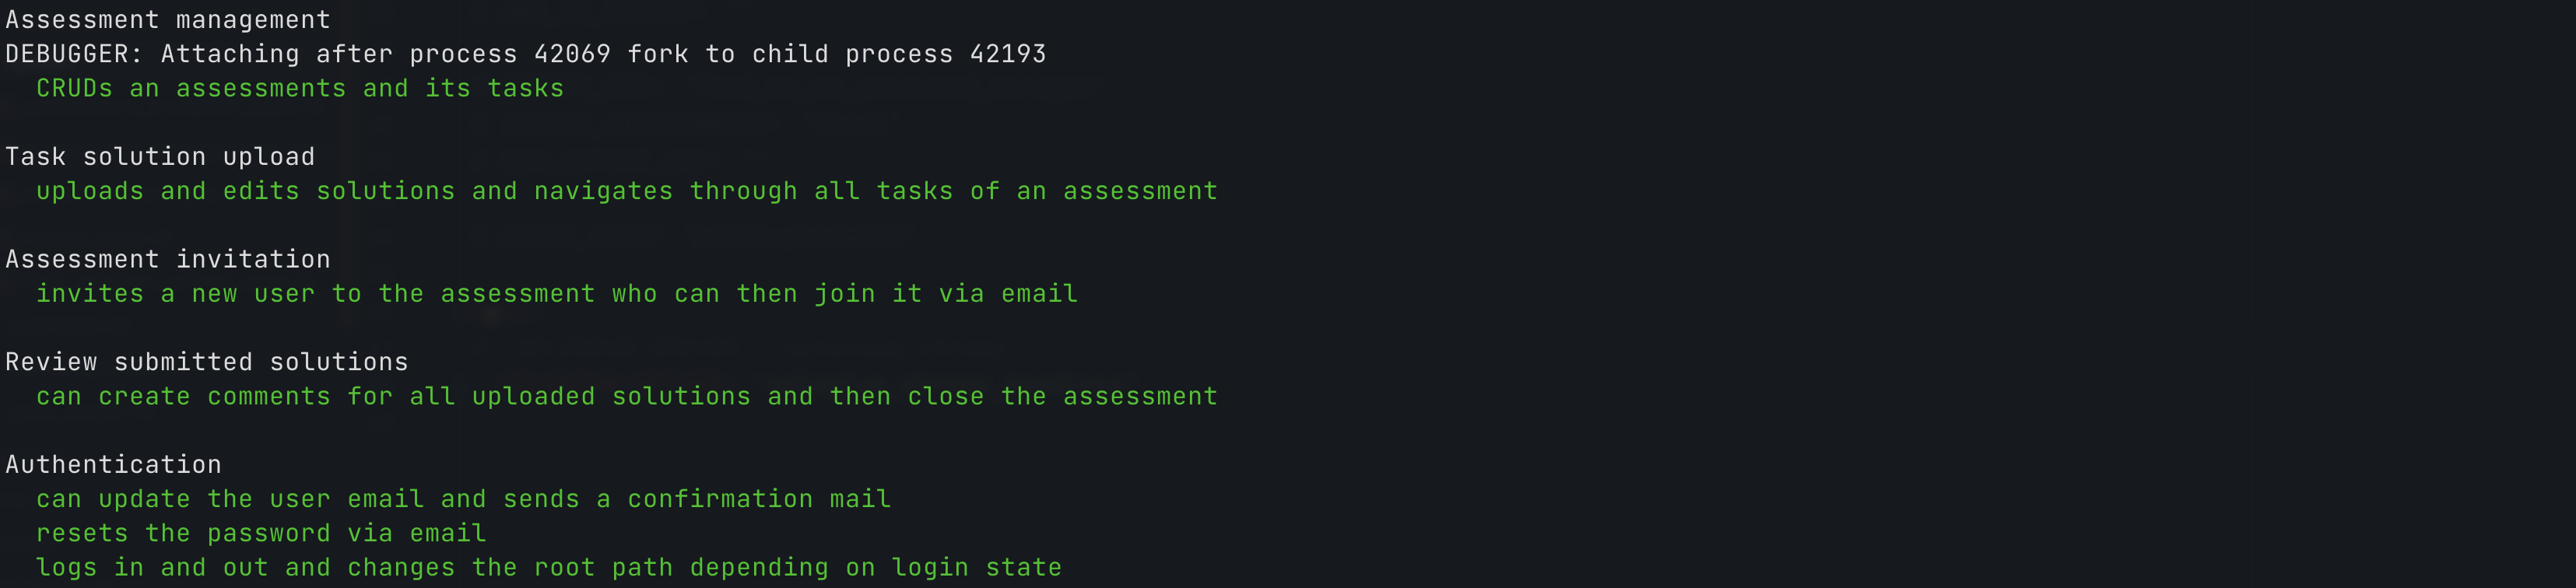 Assessment management
DEBUGGER: Attaching after process 42069 fork to child process 42193
  CRUDs an assessments and its tasks

Task solution upload
  uploads and edits solutions and navigates through all tasks of an assessment

Assessment invitation
  invites a new user to the assessment who can then join it via email

Review submitted solutions
  can create comments for all uploaded solutions and then close the assessment

Authentication
  can update the user email and sends a confirmation mail
  resets the password via email
  logs in and out and changes the root path depending on login state